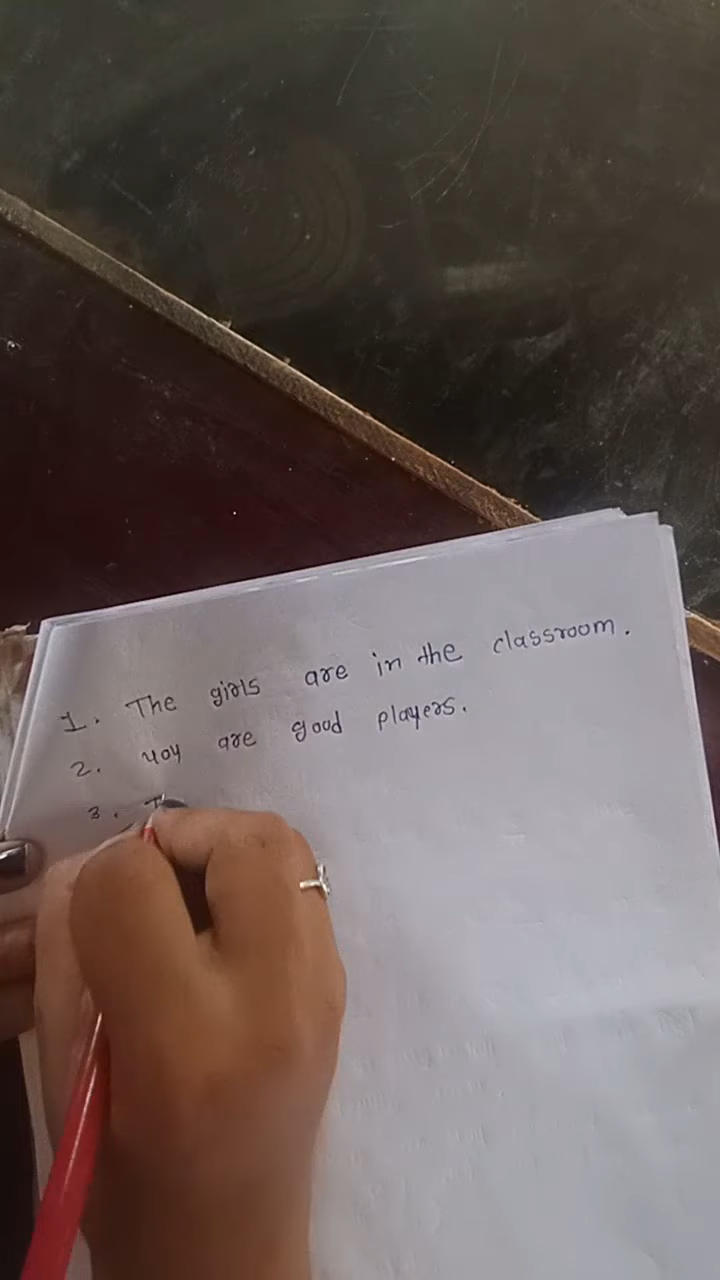 1. The girls are in the classroom.
2. you are good players.
3. T